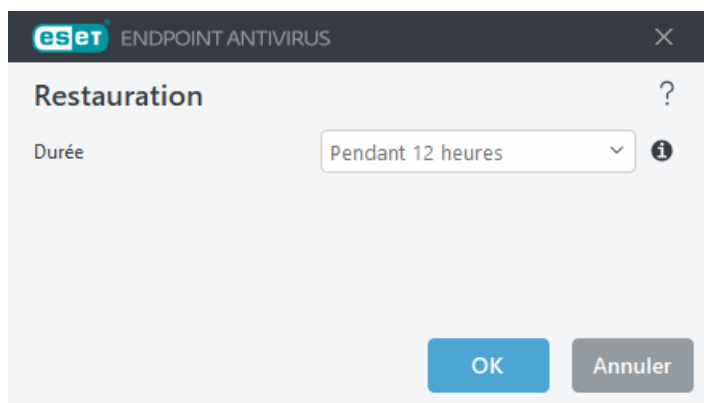 eset ENDPOINT ANTIVIRUS
Restauration ?
Durée Pendant 12 heures
OK Annuler